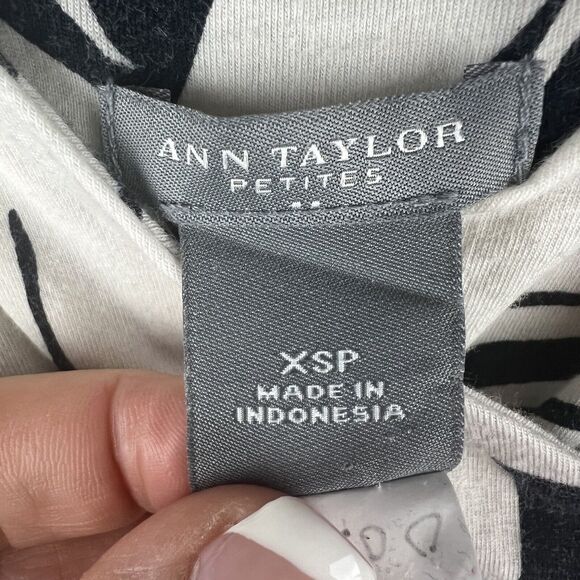 ANN TAYLOR
PETITES
XSP
MADE IN
INDONESIA